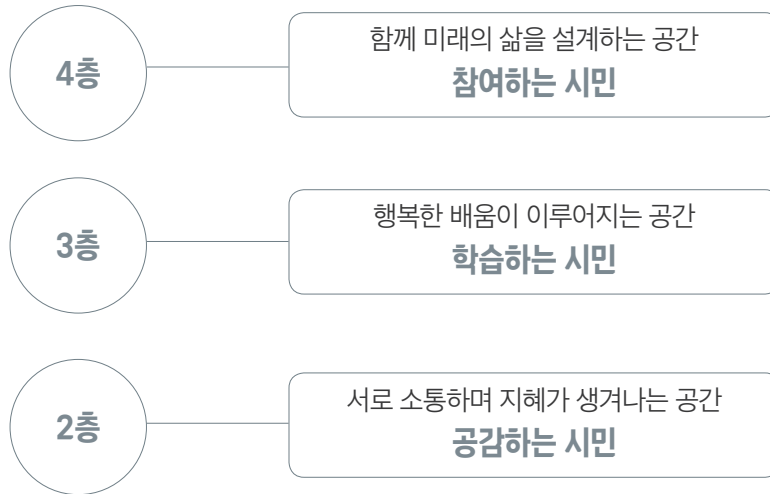 4층
함께 미래의 삶을 설계하는 공간
참여하는 시민
3층
행복한 배움이 이루어지는 공간
학습하는 시민
2층
서로 소통하며 지혜가 생겨나는 공간
공감하는 시민